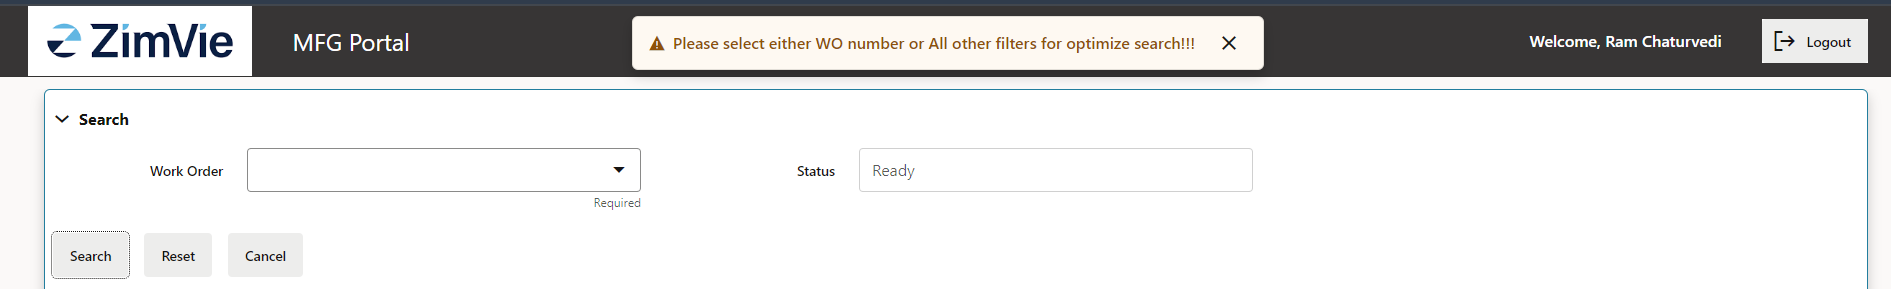 ZimVie
MFG Portal
Please select either WO number or All other filters for optimize search!!!
Welcome, Ram Chaturvedi
Logout
Search
Work Order
Status
Ready
Required
Search
Reset
Cancel